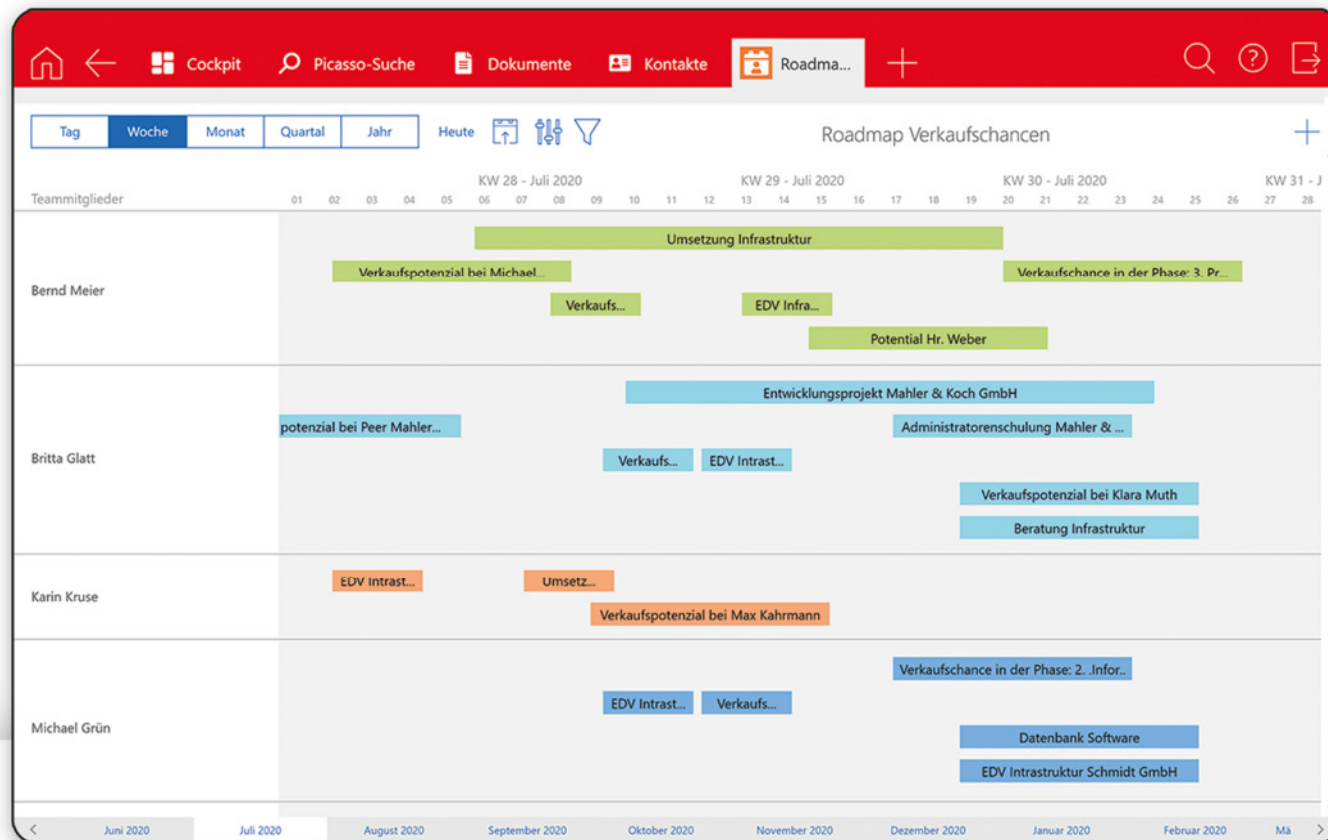 Cockpit Picasso-Suche Dokumente Kontakte Roadma...
Tag Woche Monat Quartal Jahr Heute Roadmap Verkaufschancen
KW 28 - Juli 2020 KW 29 - Juli 2020 KW 30 - Juli 2020 KW 31 - J
Teammitglieder 01 02 03 04 05 06 07 08 09 10 11 12 13 14 15 16 17 18 19 20 21 22 23 24 25 26 27 28
Umsetzung Infrastruktur
Verkaufspotenzial bei Michael... Verkaufschance in der Phase: 3. Pr...
Bernd Meier
Verkaufs... EDV Infra...
Potential Hr. Weber
Entwicklungsprojekt Mahler & Koch GmbH
potenzial bei Peer Mahler... Administratorenschulung Mahler & ...
Britta Glatt
Verkaufs... EDV Intrast...
Verkaufspotenzial bei Klara Muth
Beratung Infrastruktur
EDV Intrast... Umsetz...
Karin Kruse
Verkaufspotenzial bei Max Kahrmann
Verkaufschance in der Phase: 2. .Infor..
EDV Intrast... Verkaufs...
Michael Grün
Datenbank Software
EDV Intrastruktur Schmidt GmbH
Juni 2020 Juli 2020 August 2020 September 2020 Oktober 2020 November 2020 Dezember 2020 Januar 2020 Februar 2020 Mä